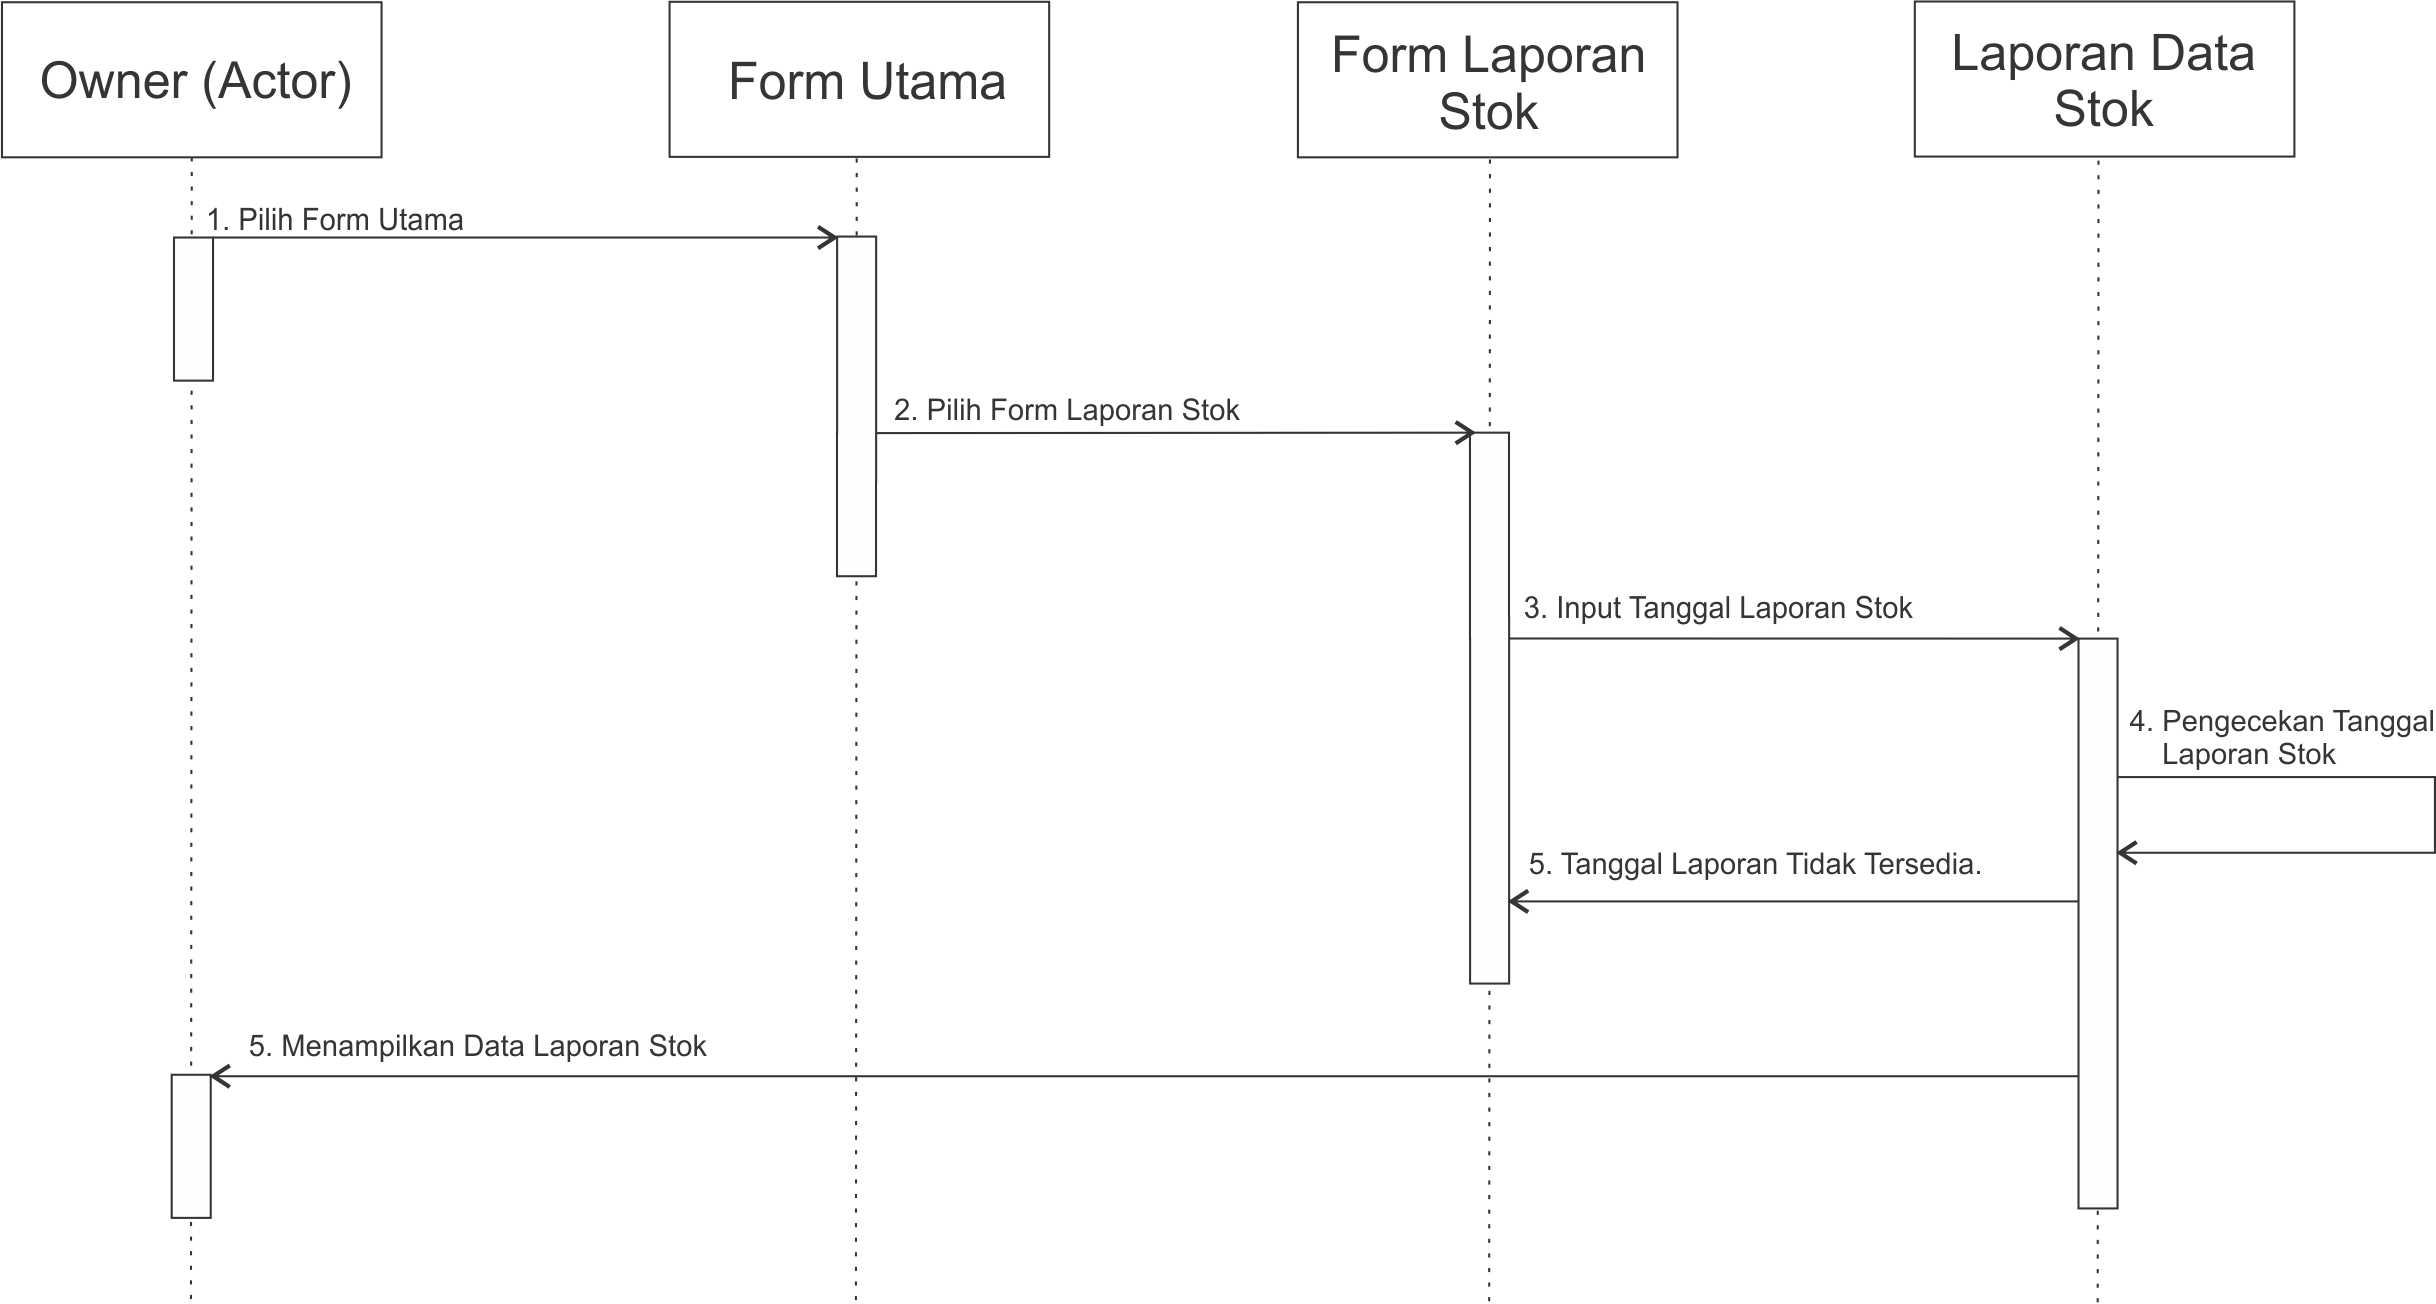 Owner (Actor)
Form Utama
Form Laporan
Stok
Laporan Data
Stok
1. Pilih Form Utama
2. Pilih Form Laporan Stok
3. Input Tanggal Laporan Stok
4. Pengecekan Tanggal
Laporan Stok
5. Tanggal Laporan Tidak Tersedia.
5. Menampilkan Data Laporan Stok